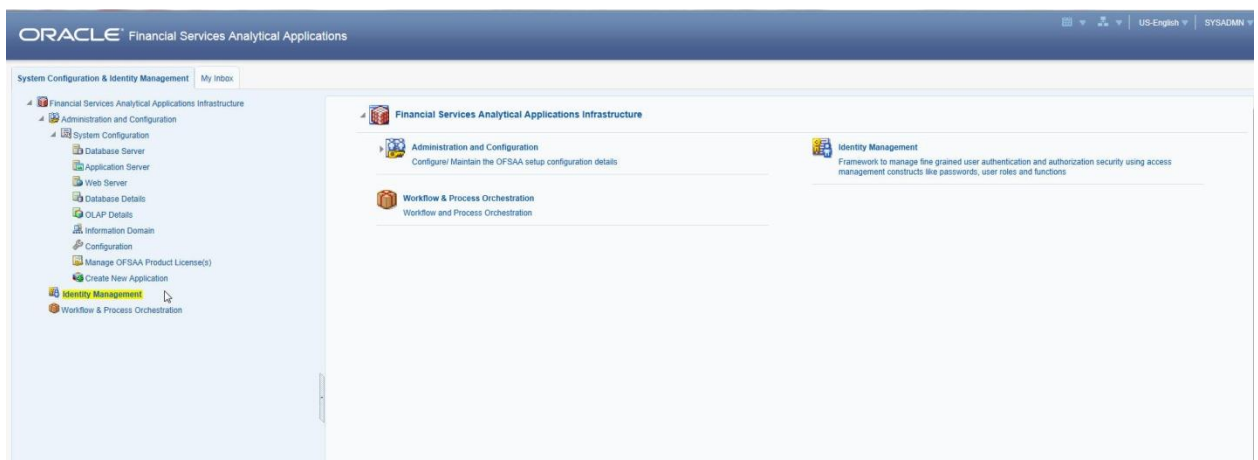 ORACLE Financial Services Analytical Applications
US-English
SYSADMN
System Configuration & Identity Management
My Inbox
Financial Services Analytical Applications Infrastructure
Administration and Configuration
System Configuration
Database Server
Application Server
Web Server
Database Details
OLAP Details
Information Domain
Configuration
Manage OFSAA Product License(s)
Create New Application
Identity Management
Workflow & Process Orchestration
Financial Services Analytical Applications Infrastructure
Administration and Configuration
Configure/ Maintain the OFSAA setup configuration details
Identity Management
Framework to manage fine grained user authentication and authorization security using access
management constructs like passwords, user roles and functions
Workflow & Process Orchestration
Workflow and Process Orchestration